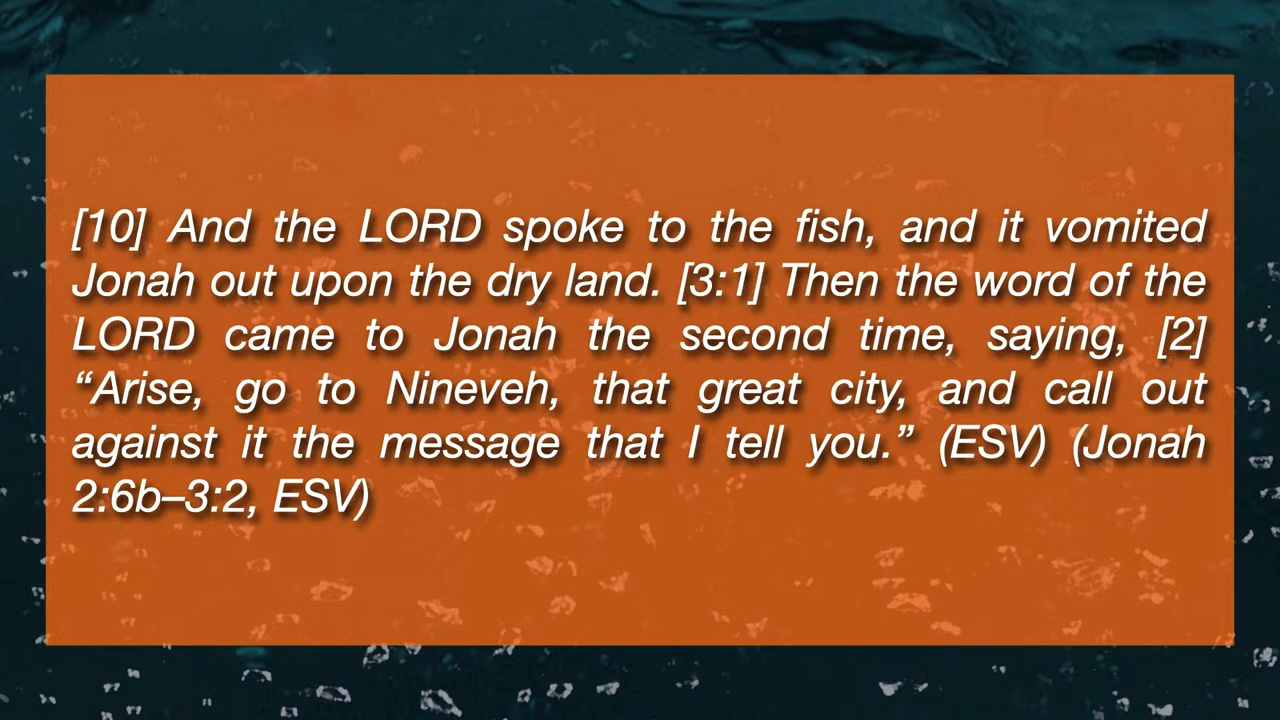 [10] And the LORD spoke to the fish, and it vomited
Jonah out upon the dry land. [3:1] Then the word of the
LORD came to Jonah the second time, saying, [2]
“Arise, go to Nineveh, that great city, and call out
against it the message that I tell you.” (ESV) (Jonah
2:6b–3:2, ESV)